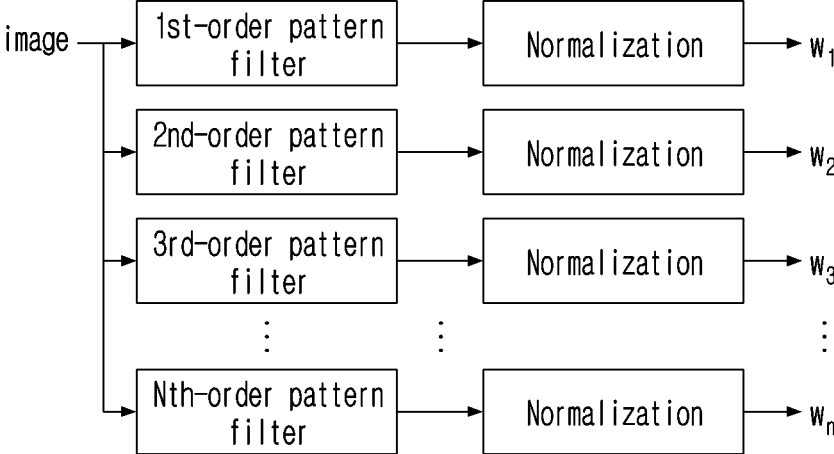 image
1st-order pattern
filter
Normalization
w1
2nd-order pattern
filter
Normalization
w2
3rd-order pattern
filter
Normalization
w3
⋮ ⋮ ⋮
Nth-order pattern
filter
Normalization
wn